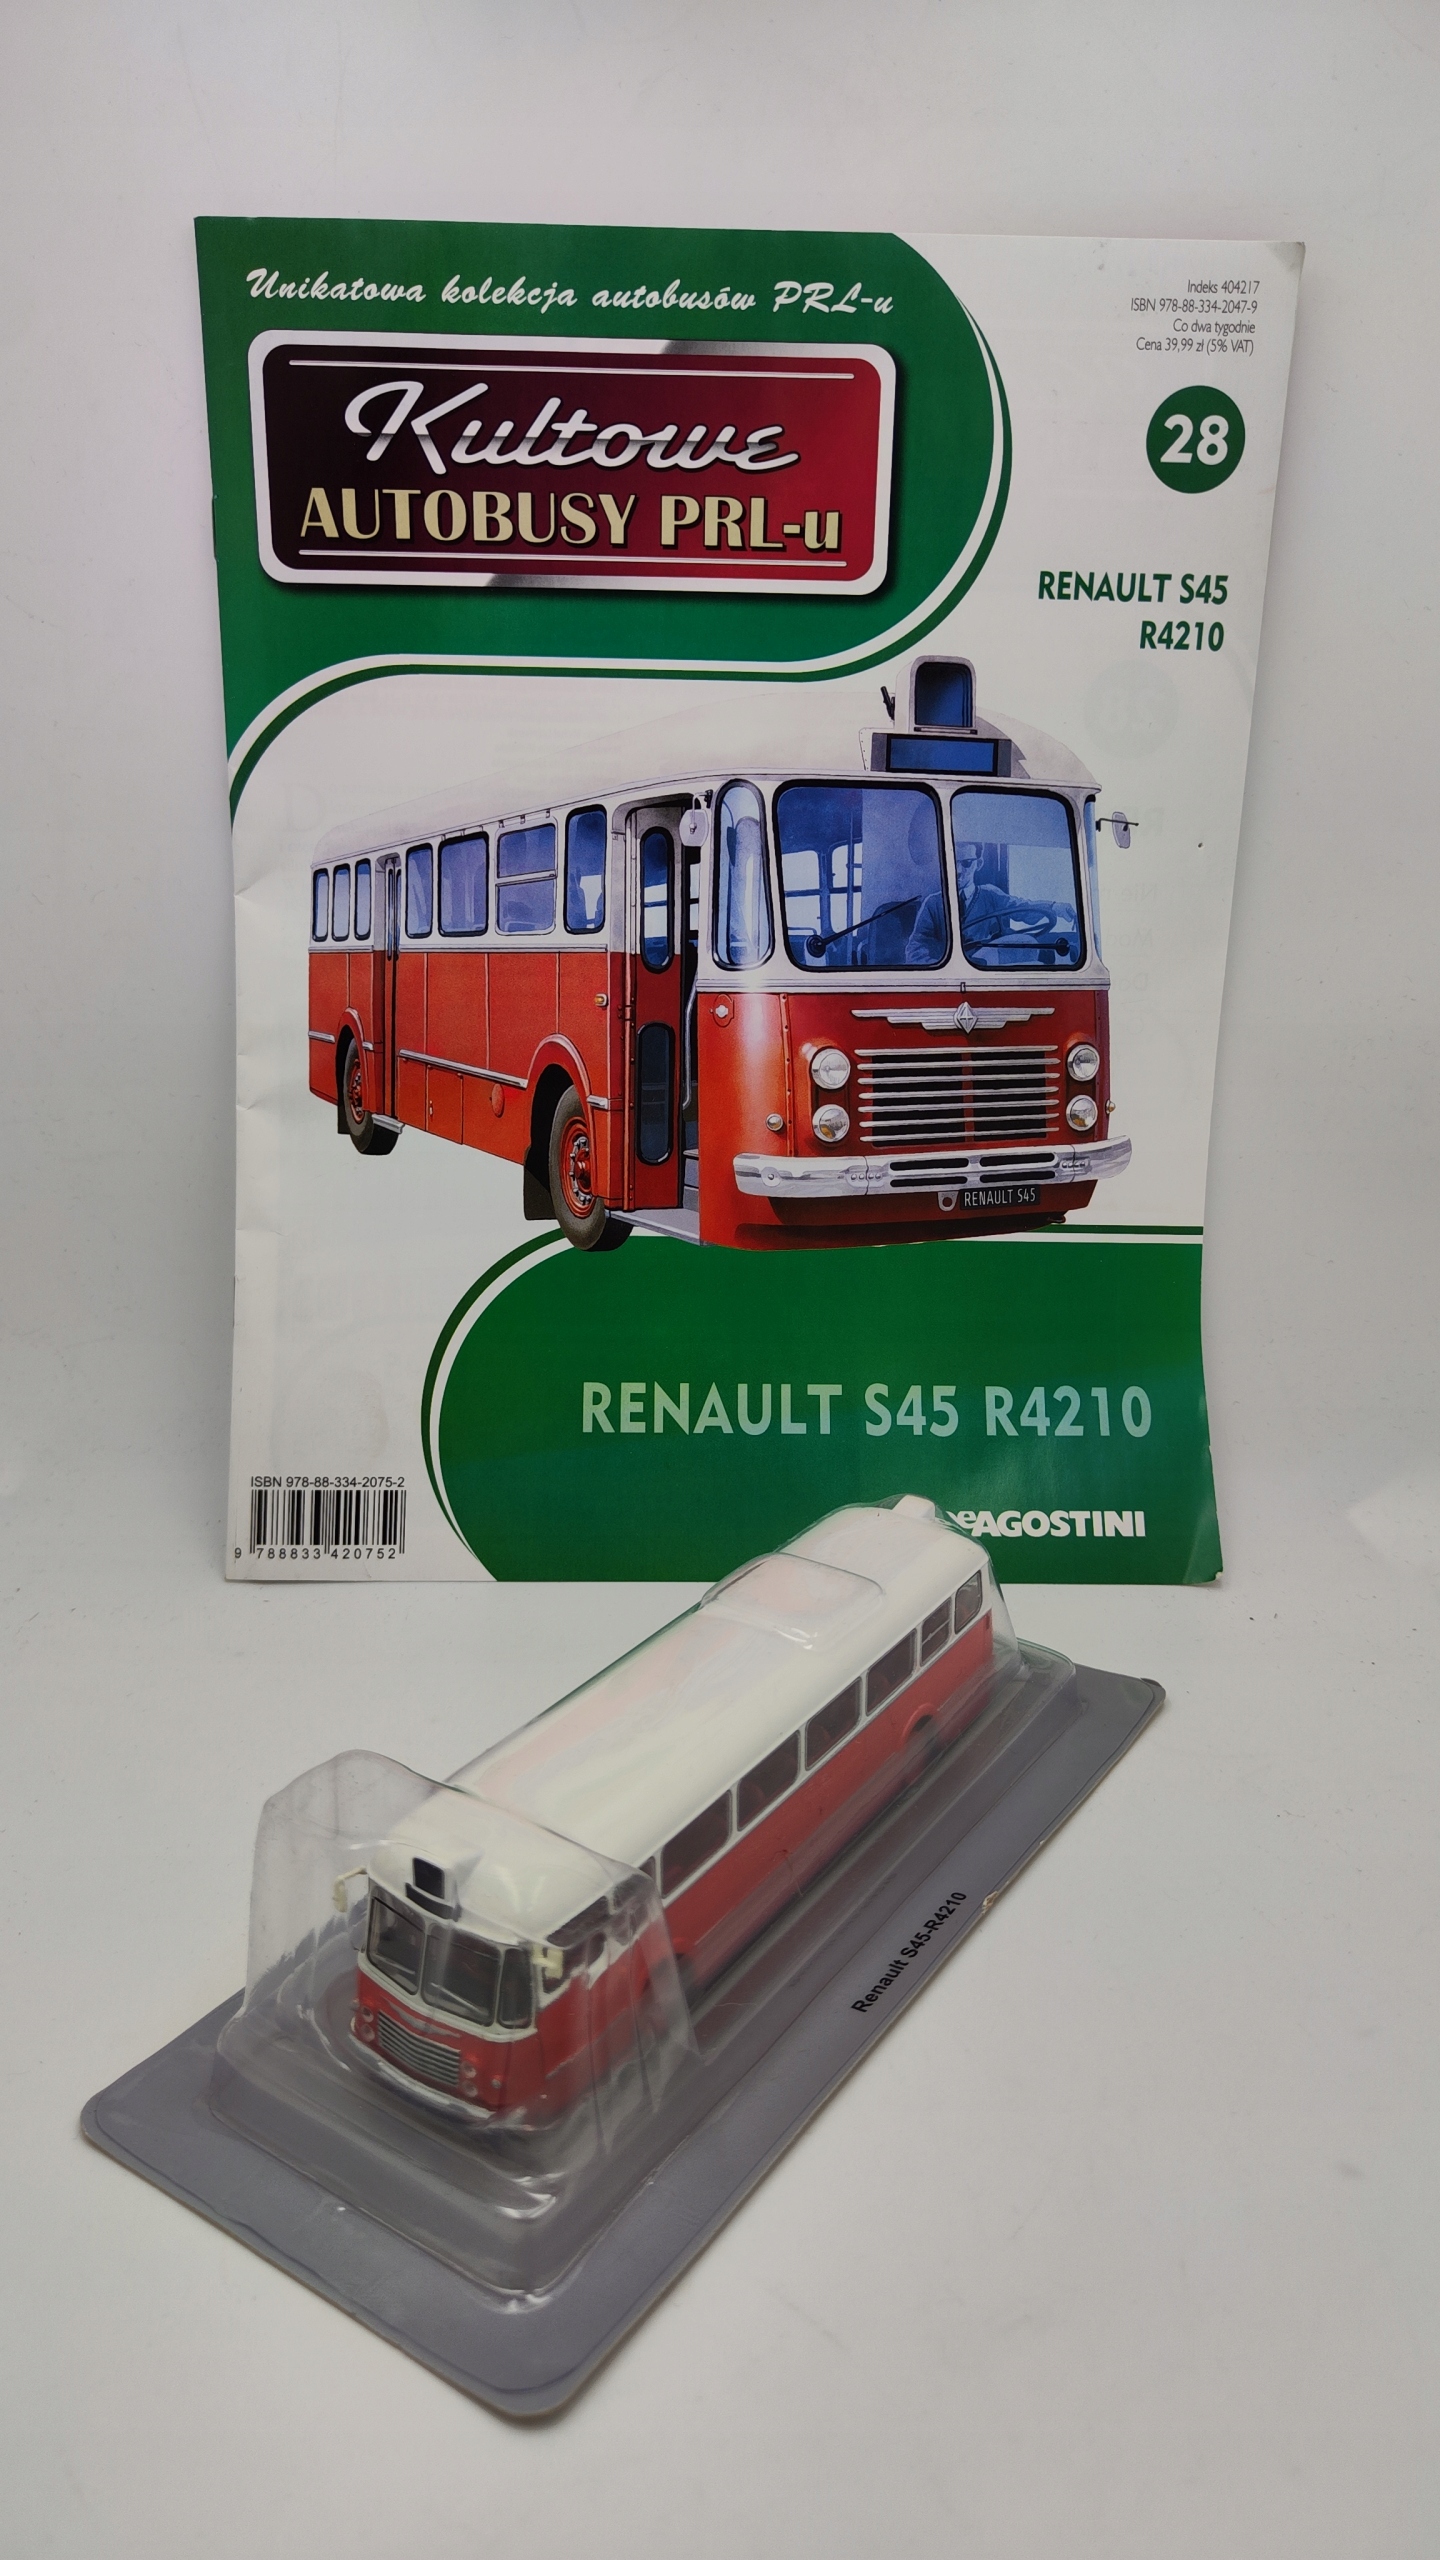 Unikatowa kolekcja autobusów PRL-u
Kultowe
AUTOBUSY PRL-u
Indeks 404217
ISBN 978-88-334-2047-9
Co dwa tygodnie
Cena 39,99 zł (5% VAT)
28
RENAULT S45
R4210
RENAULT S45
RENAULT S45 R4210
ISBN 978-88-334-2075-2
9 788833 420752
AGOSTINI
Renault S45-R4210